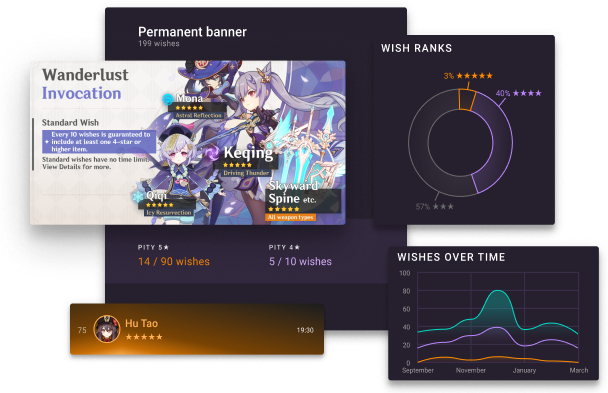 Permanent banner
199 wishes
Wanderlust
Invocation
Standard Wish
Every 10 wishes is guaranteed to
include at least one 4-star or
higher item.
Standard wishes have no time limit.
View Details for more.
Mona
★★★★★
Astral Reflection
Keqing
★★★★★
Driving Thunder
Qiqi
★★★★★
Icy Resurrection
Skyward
Spine etc.
★★★★★
All weapon types
PITY 5★
14 / 90 wishes
PITY 4★
5 / 10 wishes
75
Hu Tao
★★★★★
19:30
WISH RANKS
3% ★★★★★
40% ★★★★
57% ★★★
WISHES OVER TIME
100
80
60
40
20
0
September
November
January
March